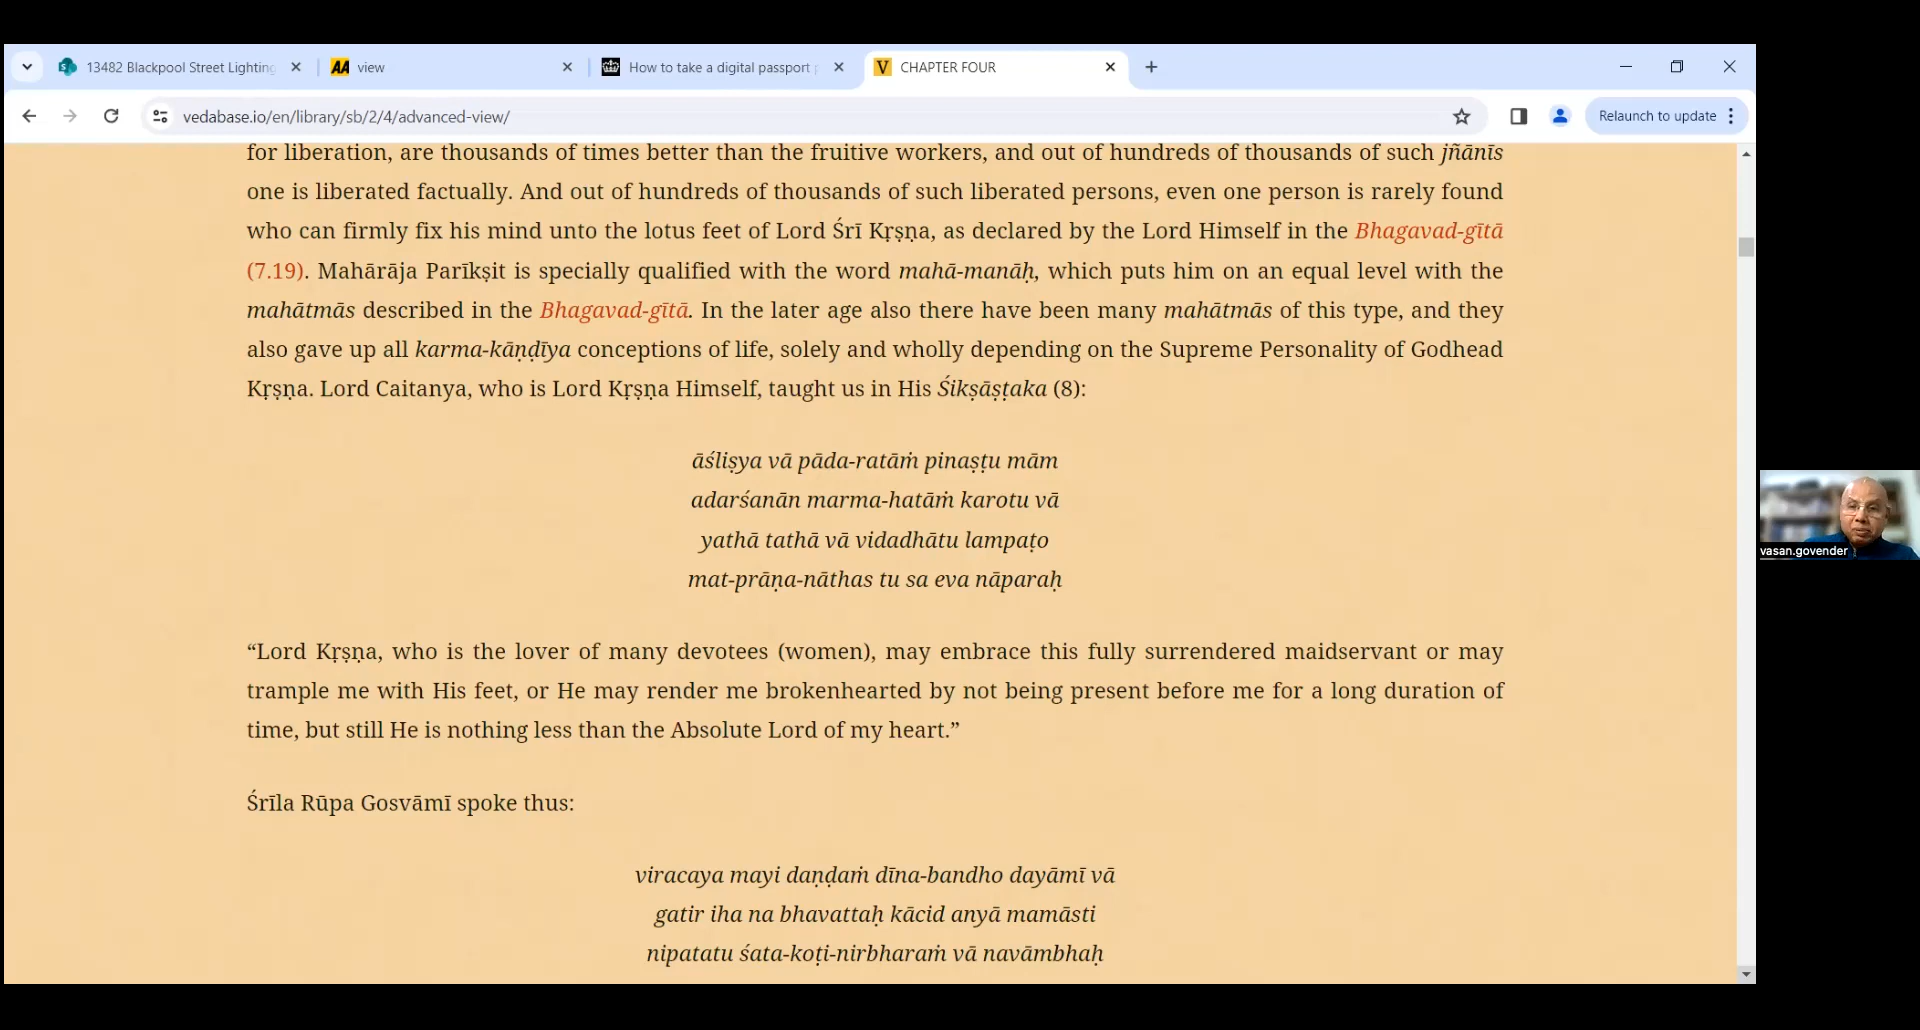 13482 Blackpool Street Lighting
view
How to take a digital passport
CHAPTER FOUR
vedabase.io/en/library/sb/2/4/advanced-view/
Relaunch to update
for liberation, are thousands of times better than the fruitive workers, and out of hundreds of thousands of such jñānīs
one is liberated factually. And out of hundreds of thousands of such liberated persons, even one person is rarely found
who can firmly fix his mind unto the lotus feet of Lord Śrī Kṛṣṇa, as declared by the Lord Himself in the Bhagavad-gītā
(7.19). Mahārāja Parīkṣit is specially qualified with the word mahā-manāḥ, which puts him on an equal level with the
mahātmās described in the Bhagavad-gītā. In the later age also there have been many mahātmās of this type, and they
also gave up all karma-kāṇḍīya conceptions of life, solely and wholly depending on the Supreme Personality of Godhead
Kṛṣṇa. Lord Caitanya, who is Lord Kṛṣṇa Himself, taught us in His Śikṣāṣṭaka (8):
āśliṣya vā pāda-ratāṁ pinaṣṭu mām
adarśanān marma-hatāṁ karotu vā
yathā tathā vā vidadhātu lampaṭo
mat-prāṇa-nāthas tu sa eva nāparaḥ
“Lord Kṛṣṇa, who is the lover of many devotees (women), may embrace this fully surrendered maidservant or may
trample me with His feet, or He may render me brokenhearted by not being present before me for a long duration of
time, but still He is nothing less than the Absolute Lord of my heart.”
Śrīla Rūpa Gosvāmī spoke thus:
viracaya mayi daṇḍaṁ dīna-bandho dayāmī vā
gatir iha na bhavattaḥ kācid anyā mamāsti
nipatatu śata-koṭi-nirbharaṁ vā navāmbhaḥ
vasan.govender